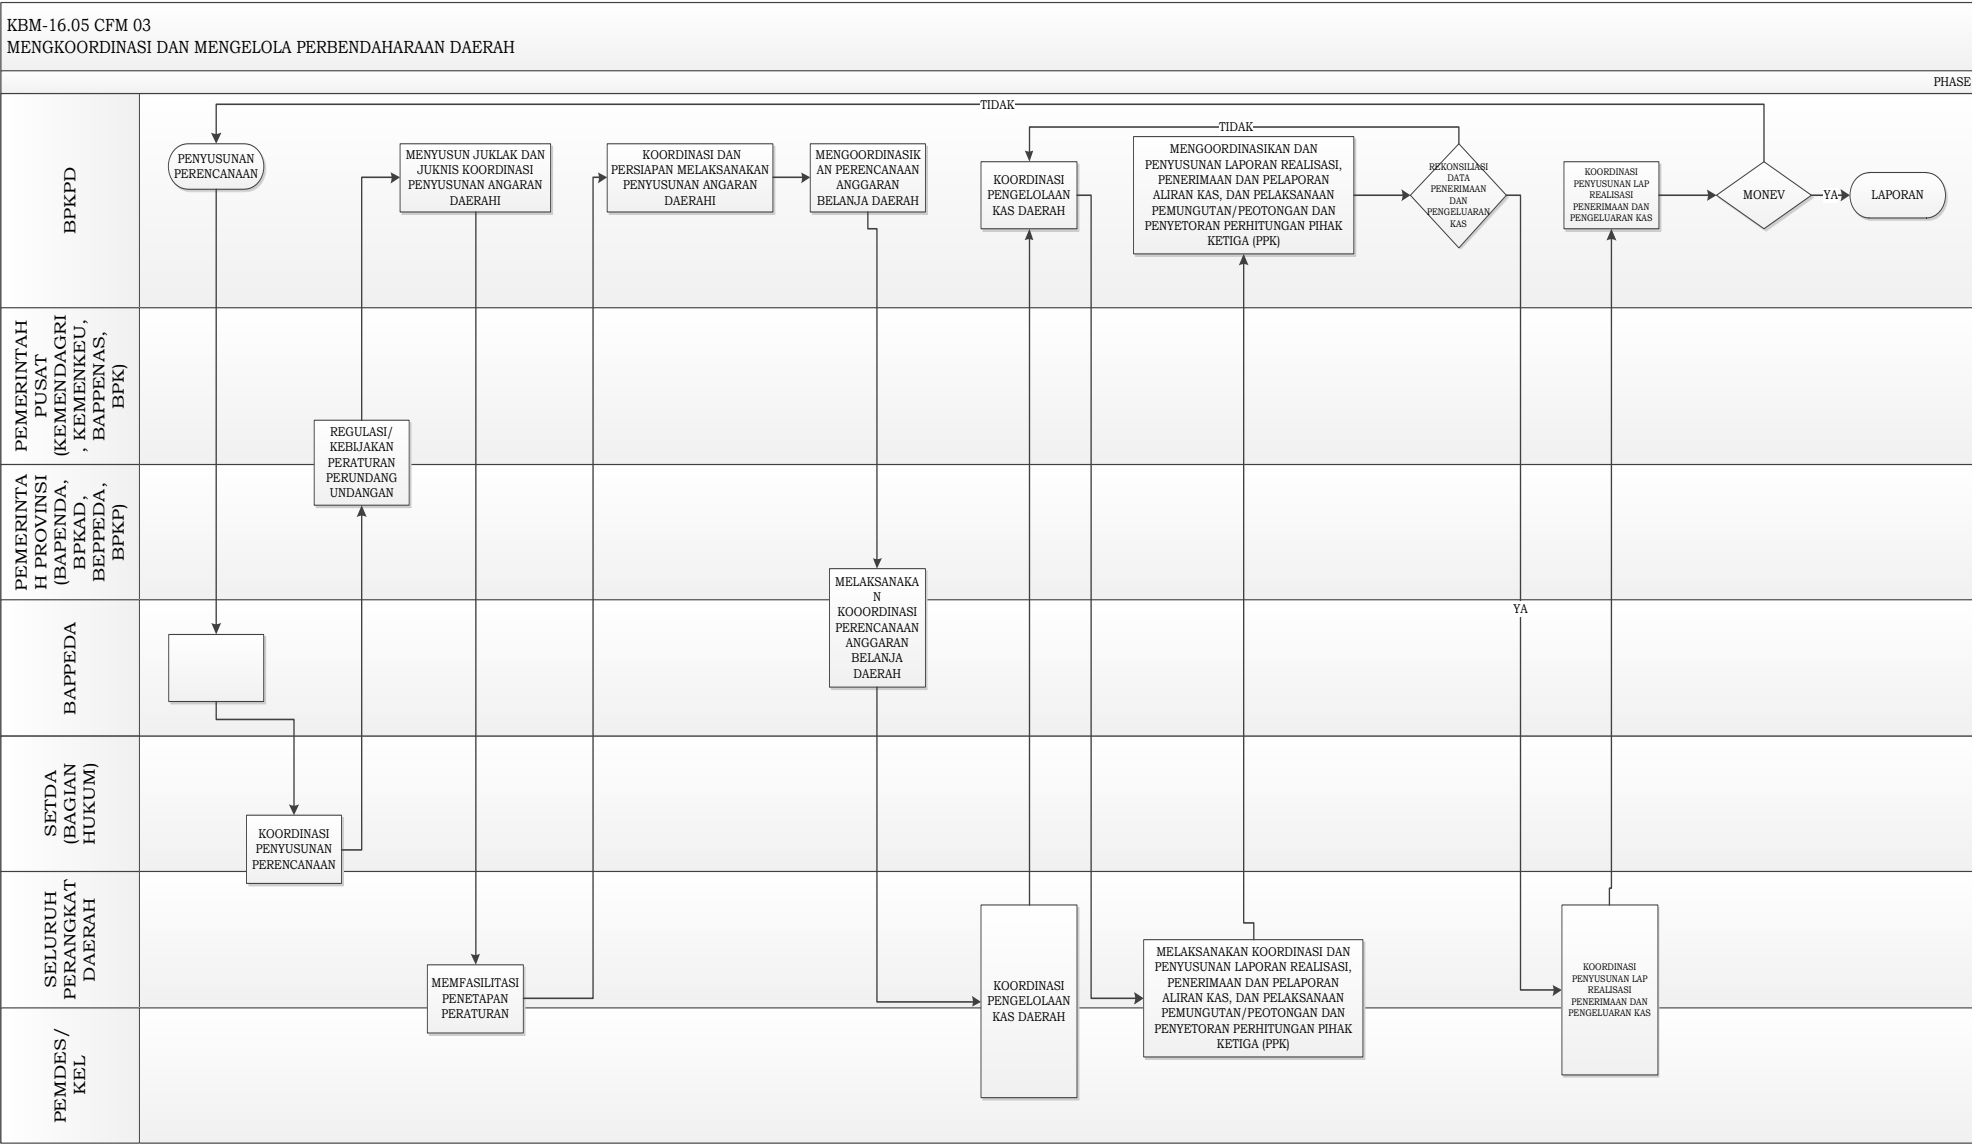 KBM-16.05 CFM 03
MENGKOORDINASI DAN MENGELOLA PERBENDAHARAAN DAERAH
PHASE
BPKPD
TIDAK
PENYUSUNAN
PERENCANAAN
MENYUSUN JUKLAK DAN
JUKNIS KOORDINASI
PENYUSUNAN ANGARAN
DAERAHI
KOORDINASI DAN
PERSIAPAN MELAKSANAKAN
PENYUSUNAN ANGARAN
DAERAHI
MENGOORDINASIK
AN PERENCANAAN
ANGGARAN
BELANJA DAERAH
TIDAK
KOORDINASI
PENGELOLAAN
KAS DAERAH
MENGOORDINASIKAN DAN
PENYUSUNAN LAPORAN REALISASI,
PENERIMAAN DAN PELAPORAN
ALIRAN KAS, DAN PELAKSANAAN
PEMUNGUTAN/PEOTONGAN DAN
PENYETORAN PERHITUNGAN PIHAK
KETIGA (PPK)
REKONSILIASI
DATA
PENERIMAAN
DAN
PENGELUARAN
KAS
KOORDINASI
PENYUSUNAN LAP
REALISASI
PENERIMAAN DAN
PENGELUARAN KAS
MONEV
YA
LAPORAN
PEMERINTAH
PUSAT
(KEMENDAGRI
, KEMENKEU,
BAPPENAS,
BPK)
REGULASI/
KEBIJAKAN
PERATURAN
PERUNDANG
UNDANGAN
PEMERINTA
H PROVINSI
(BAPENDA,
BPKAD,
BEPPEDA,
BPKP)
MELAKSANAKA
N
KOOORDINASI
PERENCANAAN
ANGGARAN
BELANJA
DAERAH
YA
BAPPEDA
SETDA
(BAGIAN
HUKUM)
KOORDINASI
PENYUSUNAN
PERENCANAAN
SELURUH
PERANGKAT
DAERAH
MEMFASILITASI
PENETAPAN
PERATURAN
KOORDINASI
PENGELOLAAN
KAS DAERAH
MELAKSANAKAN KOORDINASI DAN
PENYUSUNAN LAPORAN REALISASI,
PENERIMAAN DAN PELAPORAN
ALIRAN KAS, DAN PELAKSANAAN
PEMUNGUTAN/PEOTONGAN DAN
PENYETORAN PERHITUNGAN PIHAK
KETIGA (PPK)
KOORDINASI
PENYUSUNAN LAP
REALISASI
PENERIMAAN DAN
PENGELUARAN KAS
PEMDES/
KEL